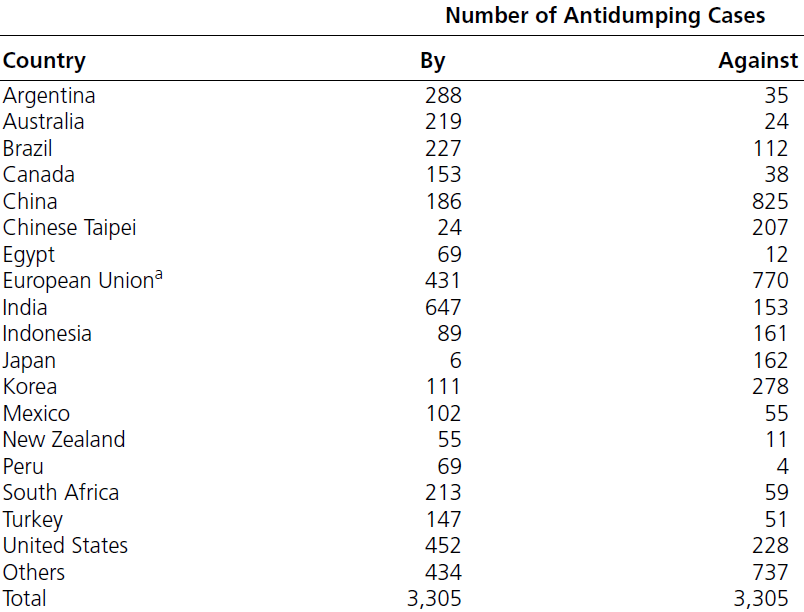 Number of Antidumping Cases
Country By Against
Argentina 288 35
Australia 219 24
Brazil 227 112
Canada 153 38
China 186 825
Chinese Taipei 24 207
Egypt 69 12
European Unionᵃ 431 770
India 647 153
Indonesia 89 161
Japan 6 162
Korea 111 278
Mexico 102 55
New Zealand 55 11
Peru 69 4
South Africa 213 59
Turkey 147 51
United States 452 228
Others 434 737
Total 3,305 3,305